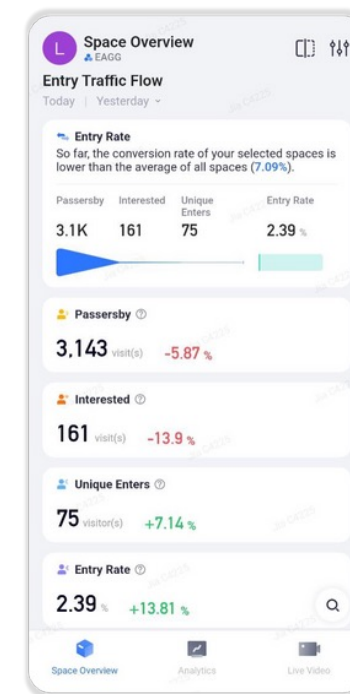 L
Space Overview
EAGG
Entry Traffic Flow
Today | Yesterday
Entry Rate
So far, the conversion rate of your selected spaces is
lower than the average of all spaces (7.09%).
Passersby Interested Unique Enters Entry Rate
3.1K 161 75 2.39 %
Passersby
3,143 visit(s) -5.87 %
Interested
161 visit(s) -13.9 %
Unique Enters
75 visitor(s) +7.14 %
Entry Rate
2.39 % +13.81 %
Space Overview Analytics Live Video